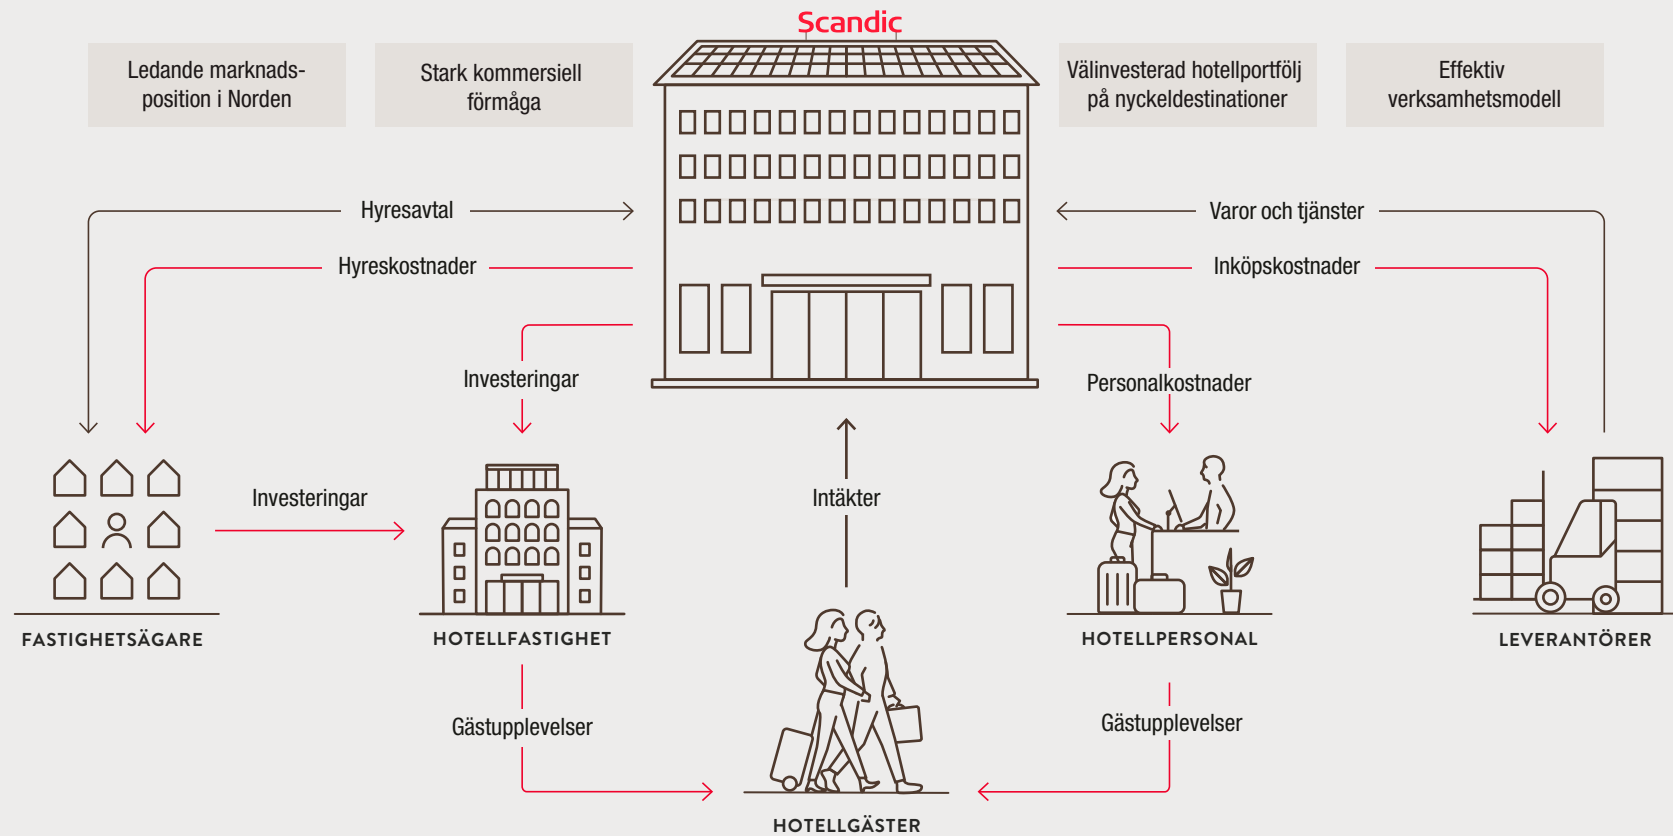 Scandic
Ledande marknads-
position i Norden
Stark kommersiell
förmåga
Välinvesterad hotellportfölj
på nyckeldestinationer
Effektiv
verksamhetsmodell
Hyresavtal
Varor och tjänster
Hyreskostnader
Inköpskostnader
Investeringar
Personalkostnader
Investeringar
Intäkter
FASTIGHETSÄGARE
HOTELLFASTIGHET
HOTELLPERSONAL
LEVERANTÖRER
Gästupplevelser
Gästupplevelser
HOTELLGÄSTER